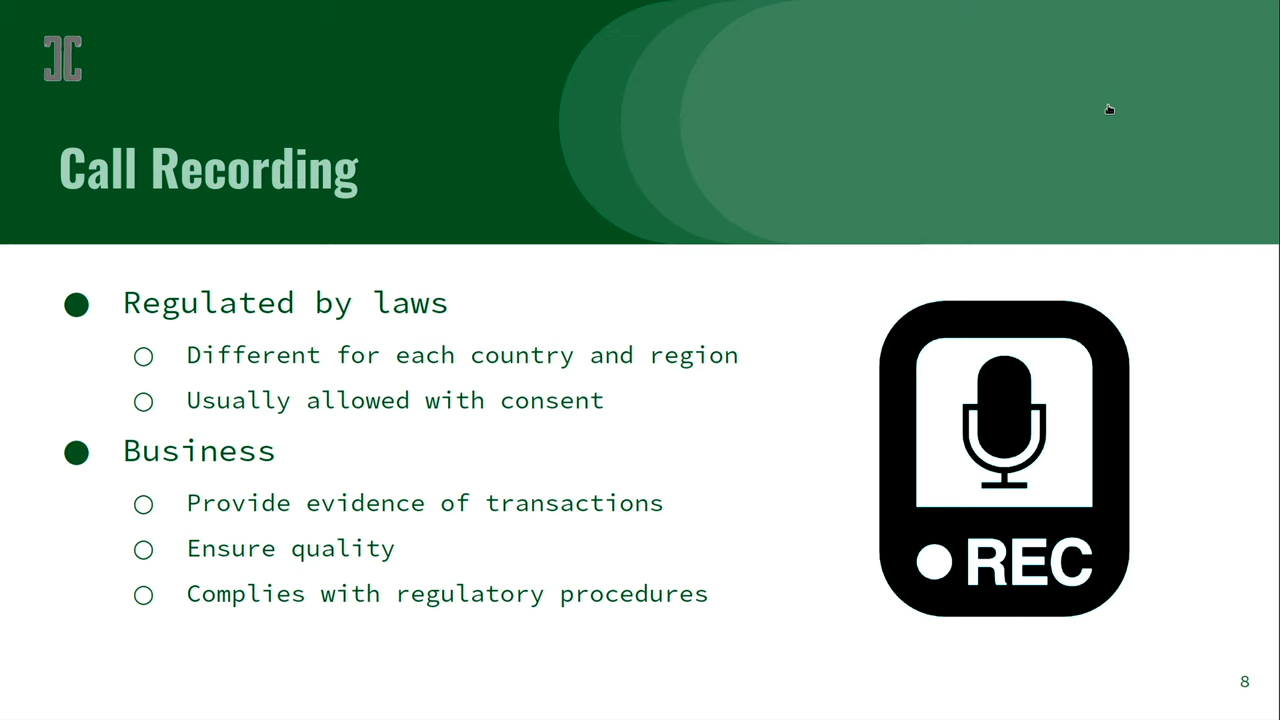 Call Recording
● Regulated by laws
○ Different for each country and region
○ Usually allowed with consent
● Business
○ Provide evidence of transactions
○ Ensure quality
○ Complies with regulatory procedures
REC
8